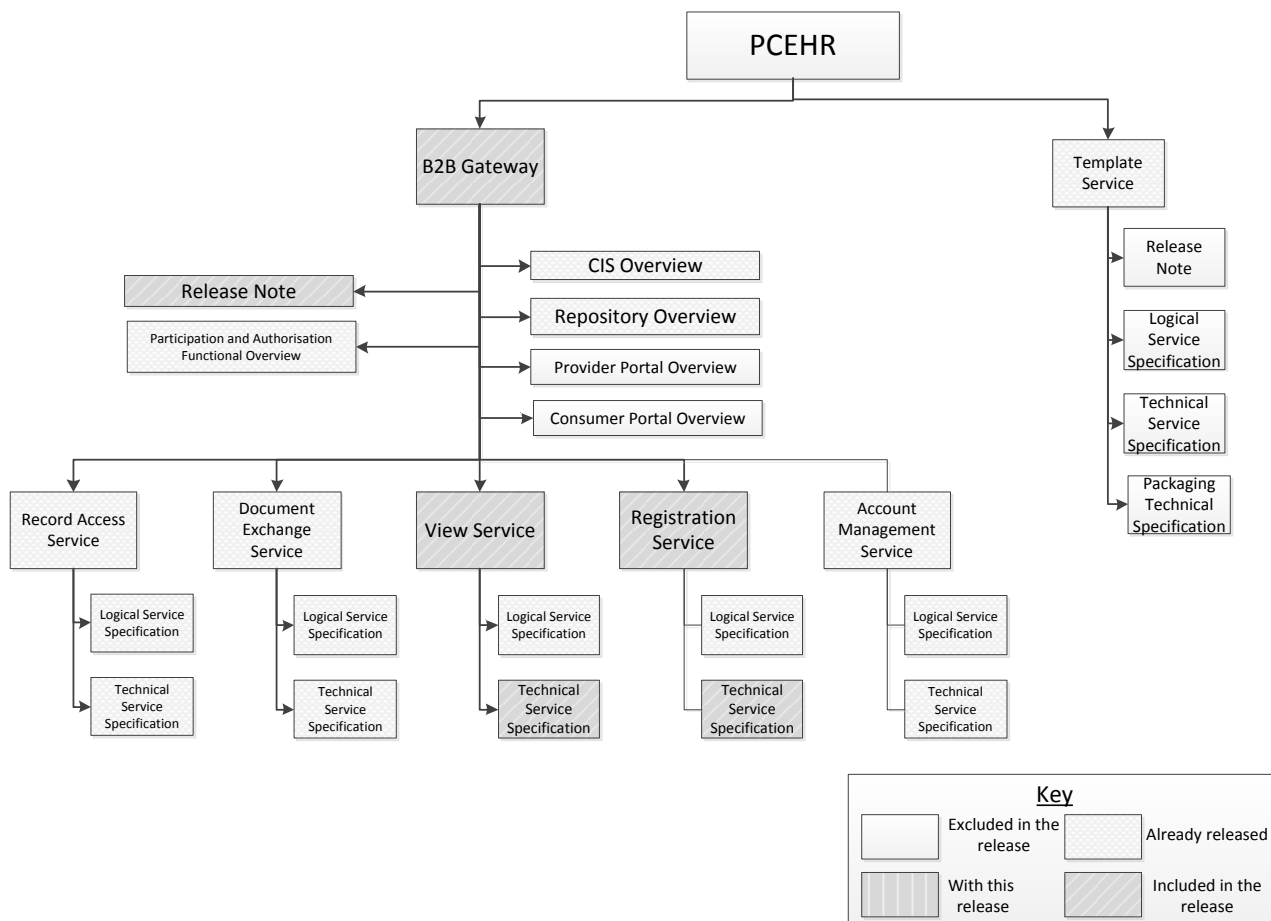 PCEHR
B2B Gateway
Template
Service
CIS Overview
Release Note
Repository Overview
Participation and Authorisation
Functional Overview
Provider Portal Overview
Consumer Portal Overview
Release
Note
Logical
Service
Specification
Technical
Service
Specification
Packaging
Technical
Specification
Record Access
Service
Document
Exchange
Service
View Service
Registration
Service
Account
Management
Service
Logical Service
Specification
Logical Service
Specification
Logical Service
Specification
Logical Service
Specification
Logical Service
Specification
Technical
Service
Specification
Technical
Service
Specification
Technical
Service
Specification
Technical
Service
Specification
Technical
Service
Specification
Key
Excluded in the
release
Already released
With this
release
Included in the
release